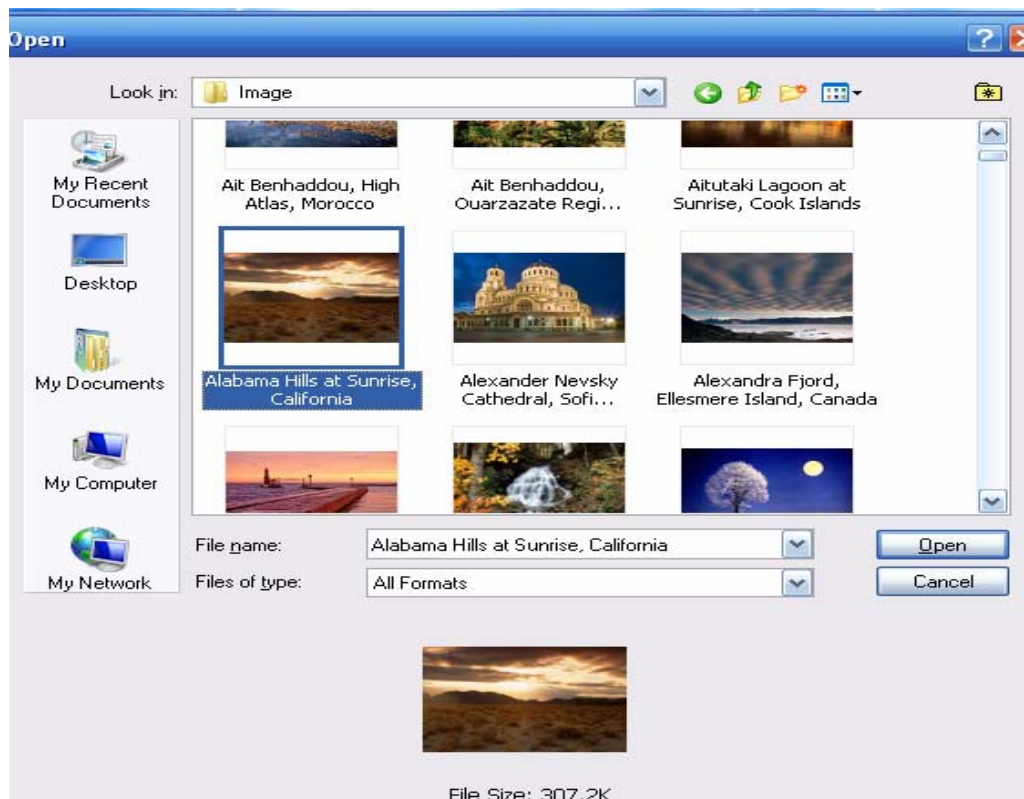 Open
Look in:
Image
My Recent
Documents
Desktop
My Documents
My Computer
My Network
Ait Benhaddou, High
Atlas, Morocco
Ait Benhaddou,
Ouarzazate Regi...
Aitutaki Lagoon at
Sunrise, Cook Islands
Alabama Hills at Sunrise,
California
Alexander Nevsky
Cathedral, Sofi...
Alexandra Fjord,
Ellesmere Island, Canada
File name:
Alabama Hills at Sunrise, California
Open
Files of type:
All Formats
Cancel
File Size: 307.2K